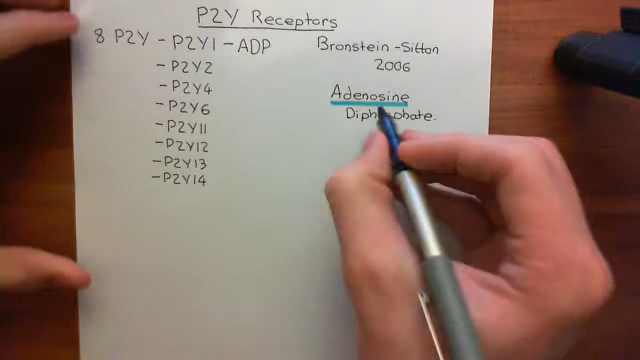 P2Y Receptors
8 P2Y - P2Y1 - ADP
- P2Y2
- P2Y4
- P2Y6
- P2Y11
- P2Y12
- P2Y13
- P2Y14
Bronstein - Sitton
2006
Adenosine